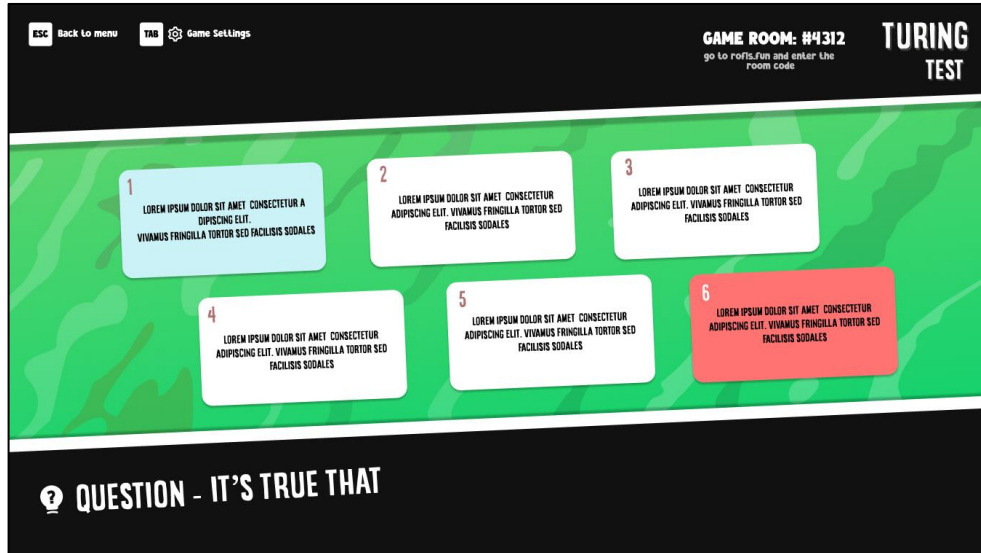 ESC Back to menu
TAB Game Settings
GAME ROOM: #4312
go to rofls.fun and enter the
room code
TURING
TEST
1
LOREM IPSUM DOLOR SIT AMET CONSECTETUR A
DIPISCING ELIT.
VIVAMUS FRINGILLA TORTOR SED FACILISIS SODALES
2
LOREM IPSUM DOLOR SIT AMET CONSECTETUR
ADIPISCING ELIT. VIVAMUS FRINGILLA TORTOR SED
FACILISIS SODALES
3
LOREM IPSUM DOLOR SIT AMET CONSECTETUR
ADIPISCING ELIT. VIVAMUS FRINGILLA TORTOR SED
FACILISIS SODALES
4
LOREM IPSUM DOLOR SIT AMET CONSECTETUR
ADIPISCING ELIT. VIVAMUS FRINGILLA TORTOR SED
FACILISIS SODALES
5
LOREM IPSUM DOLOR SIT AMET CONSECTETUR
ADIPISCING ELIT. VIVAMUS FRINGILLA TORTOR SED
FACILISIS SODALES
6
LOREM IPSUM DOLOR SIT AMET CONSECTETUR
ADIPISCING ELIT. VIVAMUS FRINGILLA TORTOR SED
FACILISIS SODALES
? QUESTION - IT'S TRUE THAT